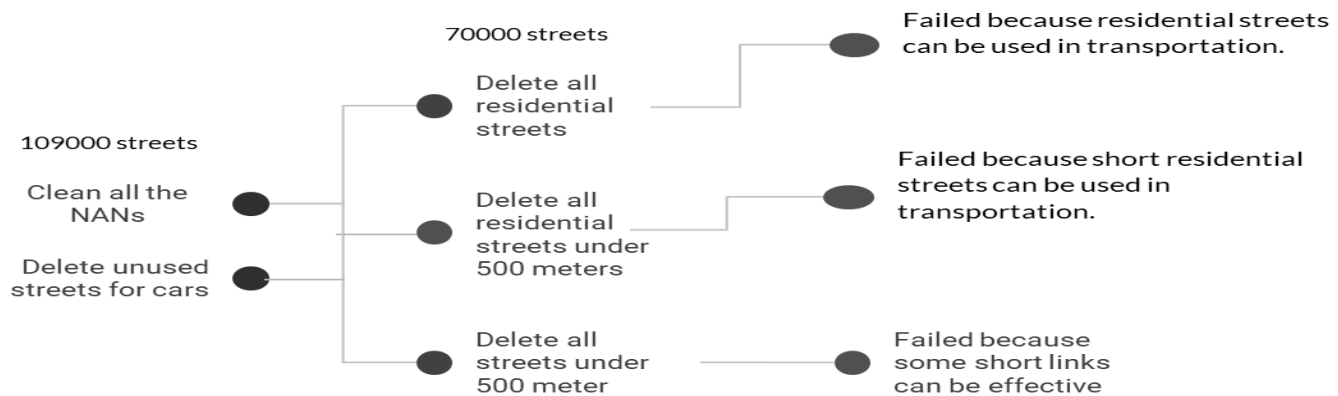 109000 streets
Clean all the
NANs
Delete unused
streets for cars
70000 streets
Delete all
residential
streets
Delete all
residential
streets under
500 meters
Delete all
streets under
500 meter
Failed because residential streets
can be used in transportation.
Failed because short residential
streets can be used in
transportation.
Failed because
some short links
can be effective